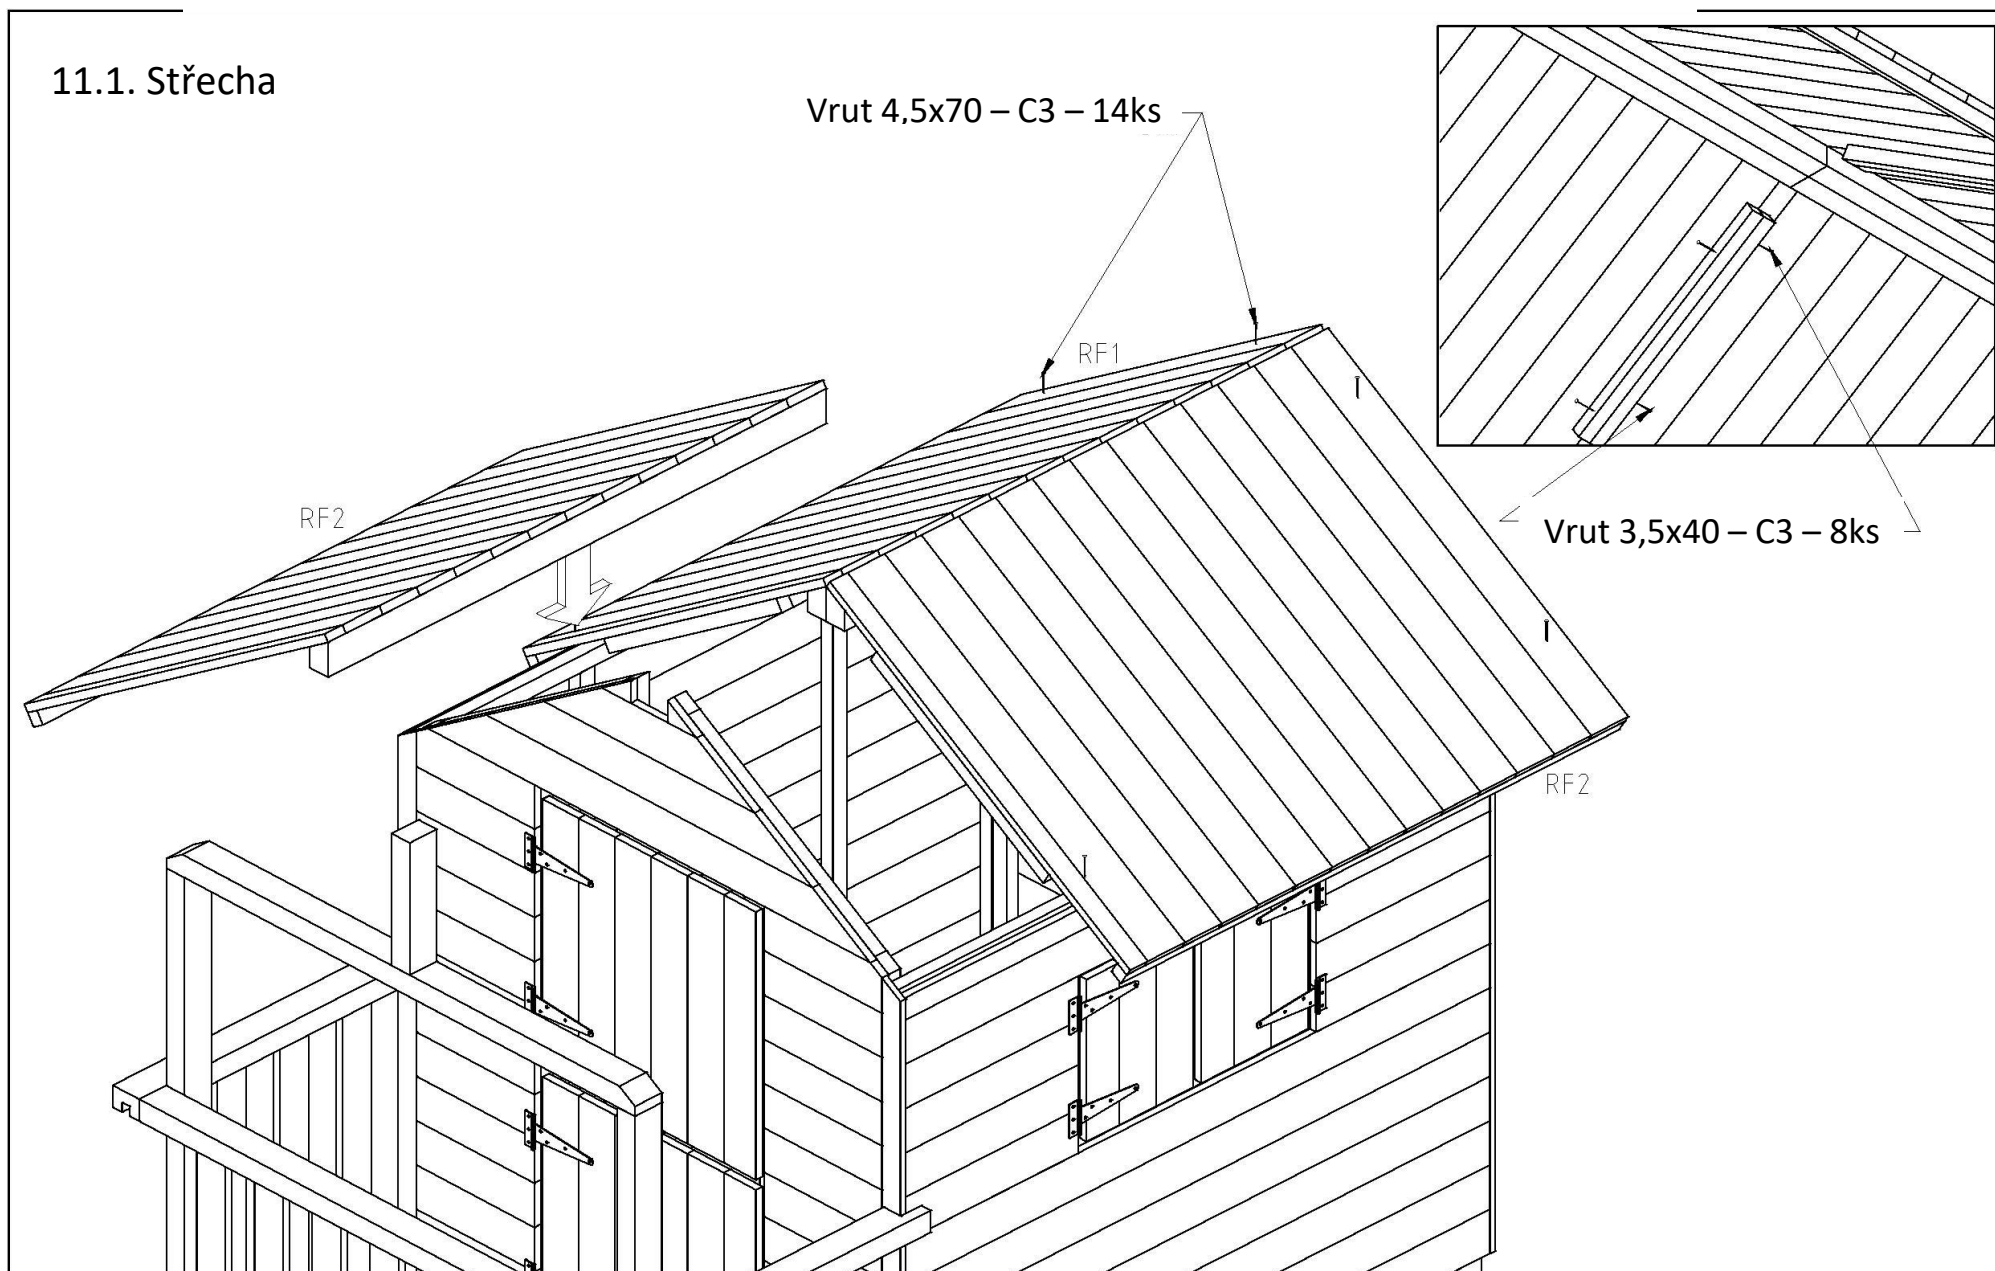 11.1. Střecha
Vrut 4,5x70 – C3 – 14ks
RF1
RF2
Vrut 3,5x40 – C3 – 8ks
RF2